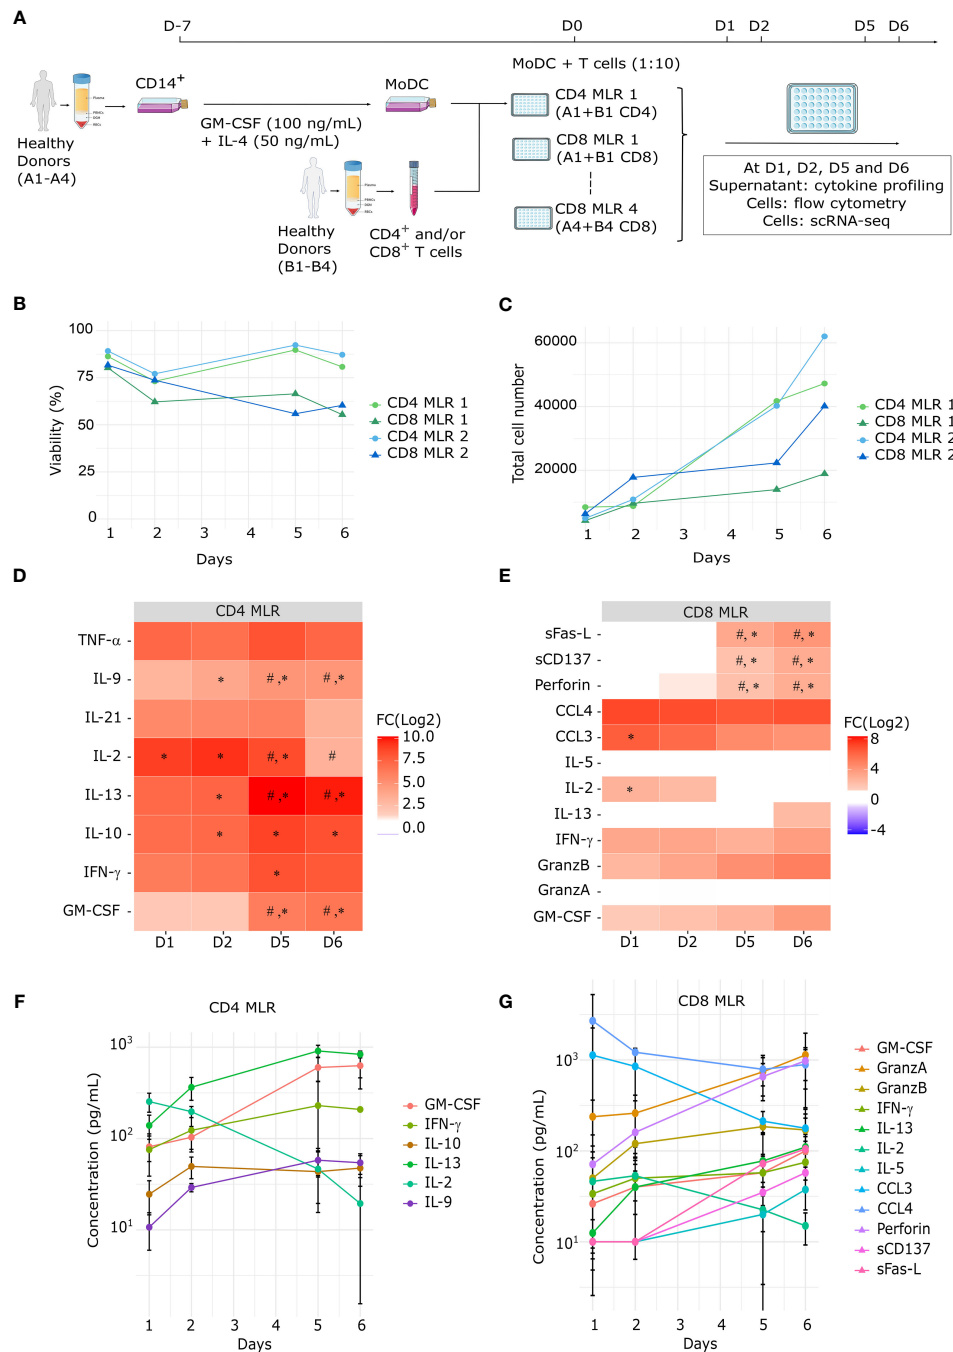 A
D-7
D0
D1
D2
D5
D6
CD14+
MoDC
MoDC + T cells (1:10)
Plasma
PBMCs
RBCs
Healthy
Donors
(A1-A4)
GM-CSF (100 ng/mL)
+ IL-4 (50 ng/mL)
Plasma
PBMCs
RBCs
Healthy
Donors
(B1-B4)
CD4+ and/or
CD8+ T cells
CD4 MLR 1
(A1+B1 CD4)
CD8 MLR 1
(A1+B1 CD8)
CD8 MLR 4
(A4+B4 CD8)
At D1, D2, D5 and D6
Supernatant: cytokine profiling
Cells: flow cytometry
Cells: scRNA-seq
B
100
75
50
25
0
Viability (%)
1 2 3 4 5 6
Days
CD4 MLR 1
CD8 MLR 1
CD4 MLR 2
CD8 MLR 2
C
60000
40000
20000
Total cell number
1 2 3 4 5 6
Days
CD4 MLR 1
CD8 MLR 1
CD4 MLR 2
CD8 MLR 2
D
CD4 MLR
TNF-α
IL-9 * #,* #,*
IL-21
IL-2 * * #,* #
IL-13 * #,* #,*
IL-10 * * *
IFN-γ *
GM-CSF #,* #,*
D1 D2 D5 D6
FC(Log2)
10.0
7.5
5.0
2.5
0.0
E
CD8 MLR
sFas-L #,* #,*
sCD137 #,* #,*
Perforin #,* #,*
CCL4
CCL3 *
IL-5
IL-2 *
IL-13
IFN-γ
GranzB
GranzA
GM-CSF
D1 D2 D5 D6
FC(Log2)
8
4
0
-4
F
CD4 MLR
10³
10²
10¹
Concentration (pg/mL)
1 2 3 4 5 6
Days
GM-CSF
IFN-γ
IL-10
IL-13
IL-2
IL-9
G
CD8 MLR
10³
10²
10¹
Concentration (pg/mL)
1 2 3 4 5 6
Days
GM-CSF
GranzA
GranzB
IFN-γ
IL-13
IL-2
IL-5
CCL3
CCL4
Perforin
sCD137
sFas-L